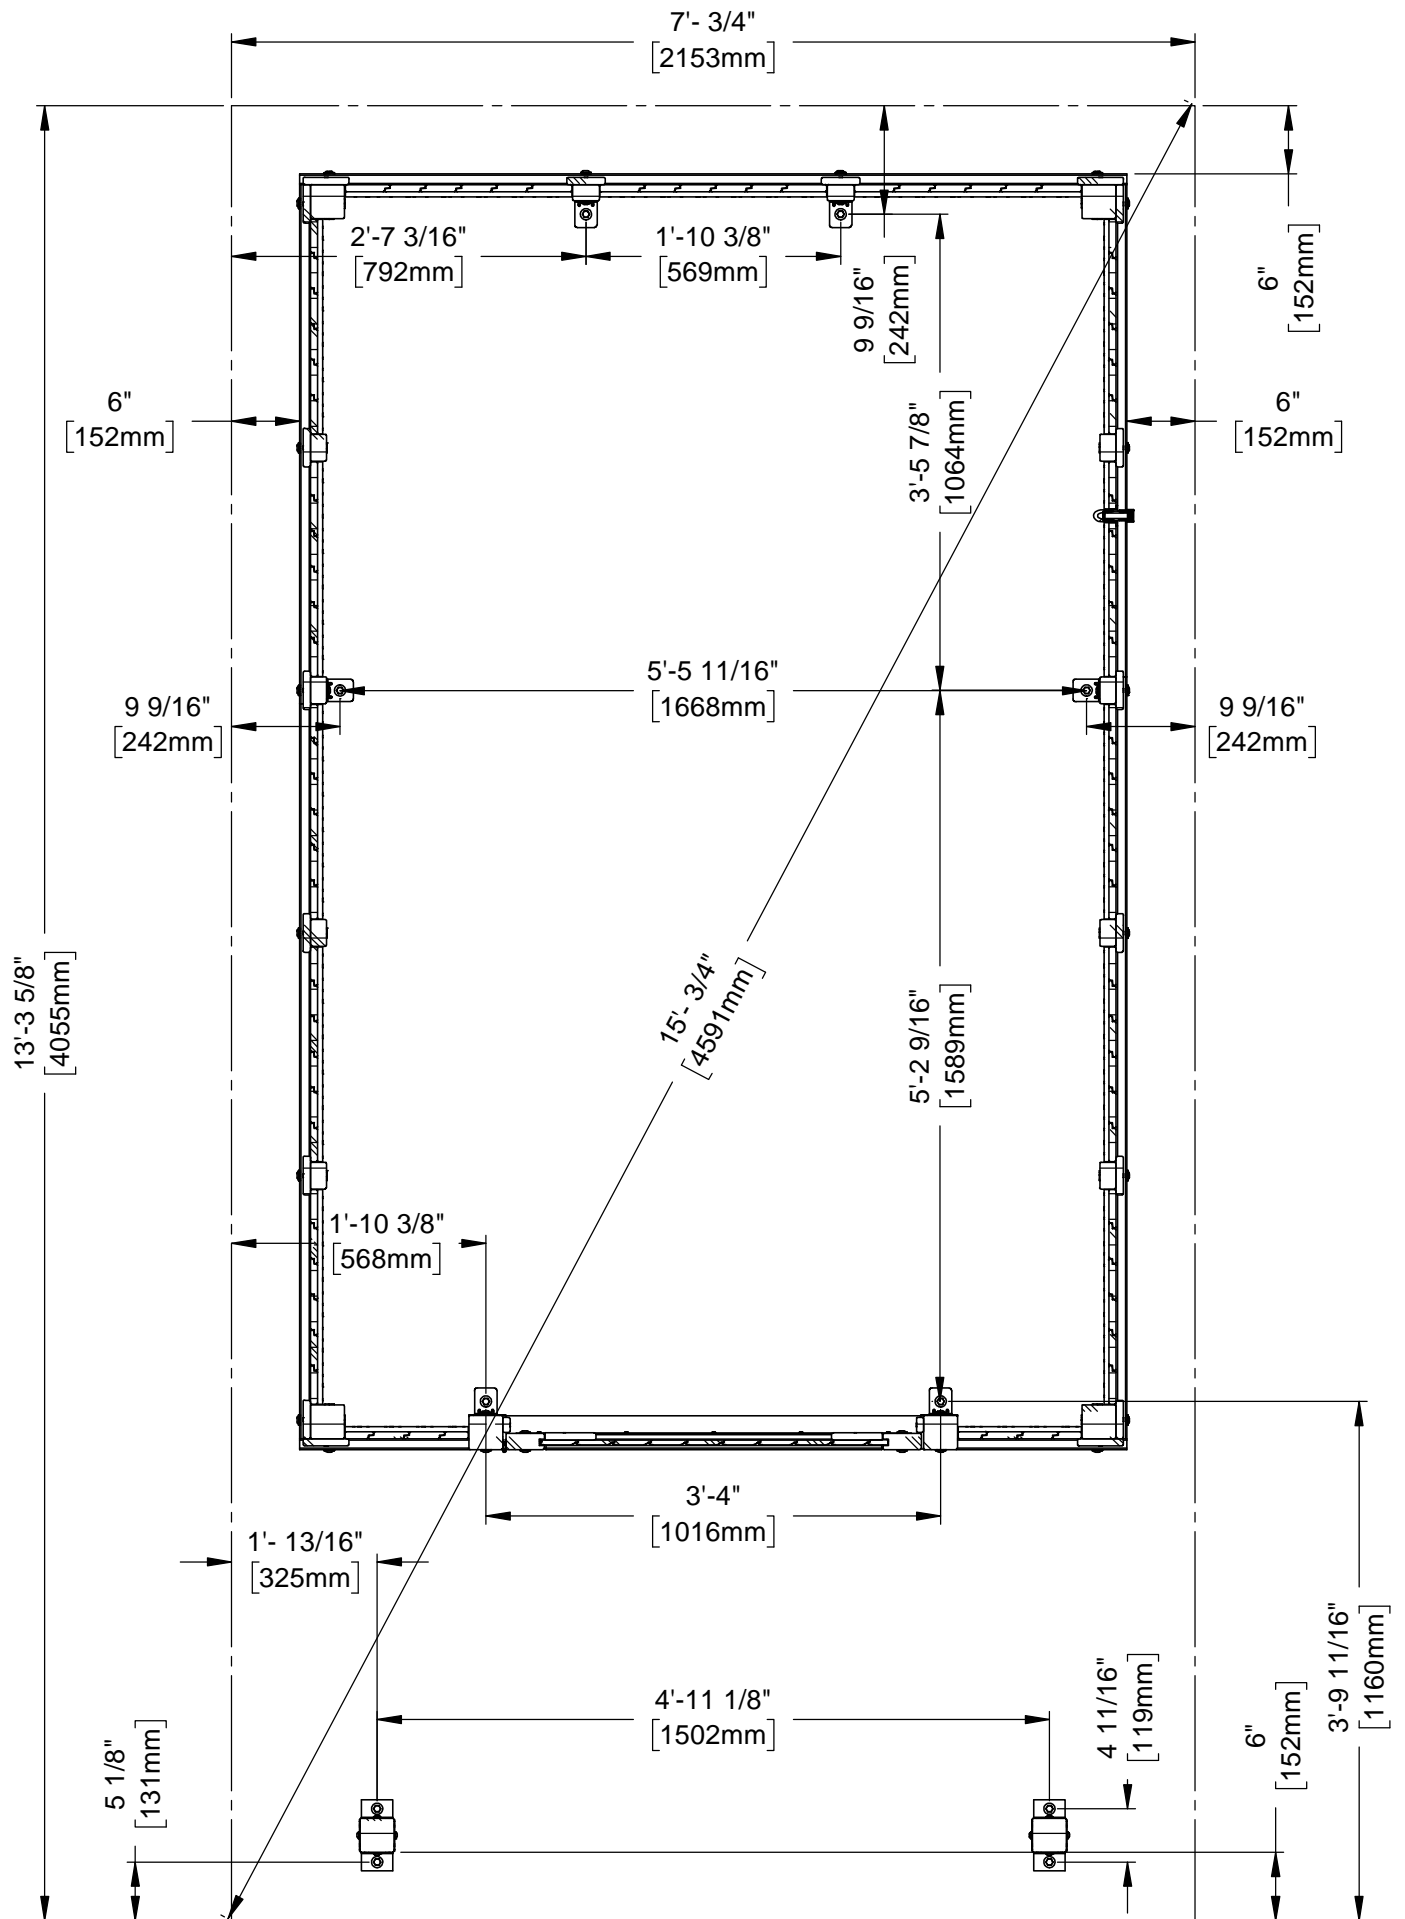 7'- 3/4"
[2153mm]
2'-7 3/16"
[792mm]
1'-10 3/8"
[569mm]
9 9/16"
[242mm]
6"
[152mm]
6"
[152mm]
3'-5 7/8"
[1064mm]
6"
[152mm]
5'-5 11/16"
[1668mm]
9 9/16"
[242mm]
9 9/16"
[242mm]
13'-3 5/8"
[4055mm]
15'- 3/4"
[4591mm]
5'-2 9/16"
[1589mm]
1'-10 3/8"
[568mm]
3'-4"
[1016mm]
1'- 13/16"
[325mm]
4'-11 1/8"
[1502mm]
5 1/8"
[131mm]
4 11/16"
[119mm]
6"
[152mm]
3'-9 11/16"
[1160mm]